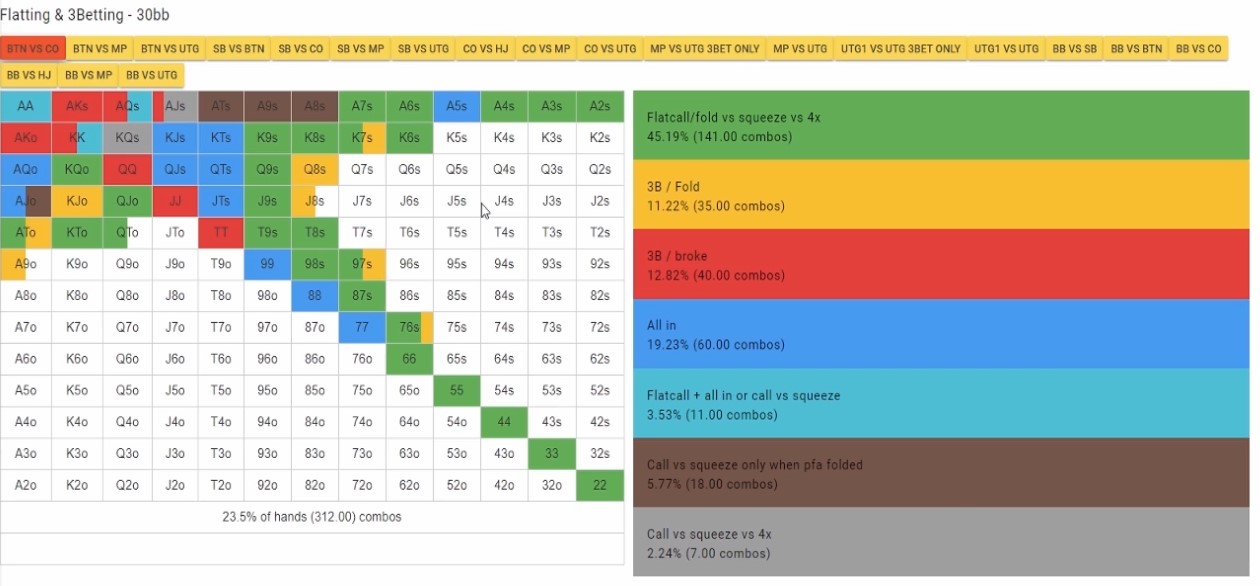 Flatting & 3Betting - 30bb
BTN VS CO BTN VS MP BTN VS UTG SB VS BTN SB VS CO SB VS MP SB VS UTG CO VS HJ CO VS MP CO VS UTG MP VS UTG 3BET ONLY MP VS UTG UTG1 VS UTG 3BET ONLY UTG1 VS UTG BB VS SB BB VS BTN BB VS CO
BB VS HJ BB VS MP BB VS UTG
AA AKs AQs AJs ATs A9s A8s A7s A6s A5s A4s A3s A2s
AKo KK KQs KJs KTs K9s K8s K7s K6s K5s K4s K3s K2s
AQo KQo QQ QJs QTs Q9s Q8s Q7s Q6s Q5s Q4s Q3s Q2s
AJo KJo QJo JJ JTs J9s J8s J7s J6s J5s J4s J3s J2s
ATo KTo QTo JTo TT T9s T8s T7s T6s T5s T4s T3s T2s
A9o K9o Q9o J9o T9o 99 98s 97s 96s 95s 94s 93s 92s
A8o K8o Q8o J8o T8o 98o 88 87s 86s 85s 84s 83s 82s
A7o K7o Q7o J7o T7o 97o 87o 77 76s 75s 74s 73s 72s
A6o K6o Q6o J6o T6o 96o 86o 76o 66 65s 64s 63s 62s
A5o K5o Q5o J5o T5o 95o 85o 75o 65o 55 54s 53s 52s
A4o K4o Q4o J4o T4o 94o 84o 74o 64o 54o 44 43s 42s
A3o K3o Q3o J3o T3o 93o 83o 73o 63o 53o 43o 33 32s
A2o K2o Q2o J2o T2o 92o 82o 72o 62o 52o 42o 32o 22
23.5% of hands (312.00) combos
Flatcall/fold vs squeeze vs 4x
45.19% (141.00 combos)
3B / Fold
11.22% (35.00 combos)
3B / broke
12.82% (40.00 combos)
All in
19.23% (60.00 combos)
Flatcall + all in or call vs squeeze
3.53% (11.00 combos)
Call vs squeeze only when pfa folded
5.77% (18.00 combos)
Call vs squeeze vs 4x
2.24% (7.00 combos)